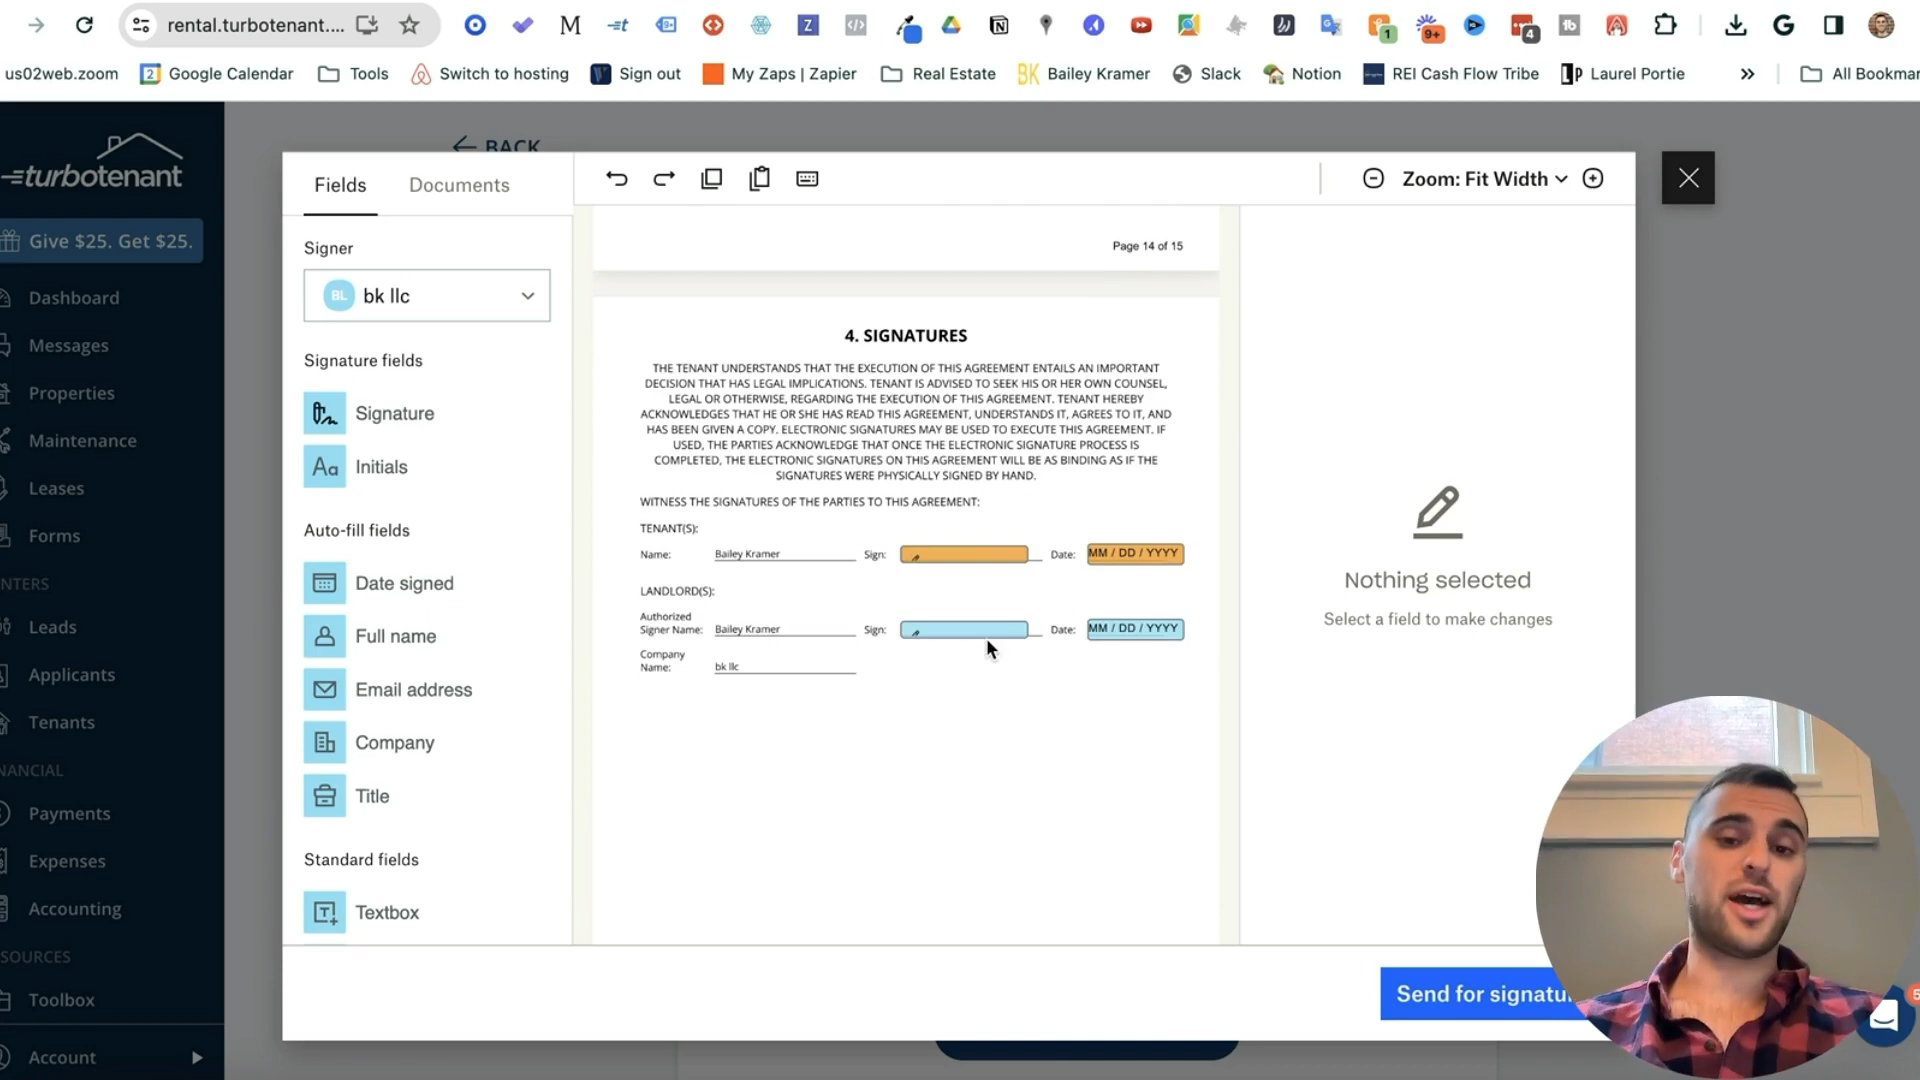 rental.turbotenant....
1
9+
4
us02web.zoom
2 Google Calendar
Tools
Switch to hosting
Sign out
My Zaps | Zapier
Real Estate
BK Bailey Kramer
Slack
Notion
REI Cash Flow Tribe
Laurel Portie
»
All Bookmar
turbotenant
Give $25. Get $25.
Dashboard
Messages
Properties
Maintenance
Leases
Forms
NTERS
Leads
Applicants
Tenants
NANCIAL
Payments
Expenses
Accounting
SOURCES
Toolbox
Account
BACK
Fields
Documents
Signer
BL bk llc
Signature fields
Signature
Aa Initials
Auto-fill fields
Date signed
Full name
Email address
Company
Title
Standard fields
Textbox
Zoom: Fit Width
Page 14 of 15
4. SIGNATURES
THE TENANT UNDERSTANDS THAT THE EXECUTION OF THIS AGREEMENT ENTAILS AN IMPORTANT
DECISION THAT HAS LEGAL IMPLICATIONS. TENANT IS ADVISED TO SEEK HIS OR HER OWN COUNSEL,
LEGAL OR OTHERWISE, REGARDING THE EXECUTION OF THIS AGREEMENT. TENANT HEREBY
ACKNOWLEDGES THAT HE OR SHE HAS READ THIS AGREEMENT, UNDERSTANDS IT, AGREES TO IT, AND
HAS BEEN GIVEN A COPY. ELECTRONIC SIGNATURES MAY BE USED TO EXECUTE THIS AGREEMENT. IF
USED, THE PARTIES ACKNOWLEDGE THAT ONCE THE ELECTRONIC SIGNATURE PROCESS IS
COMPLETED, THE ELECTRONIC SIGNATURES ON THIS AGREEMENT WILL BE AS BINDING AS IF THE
SIGNATURES WERE PHYSICALLY SIGNED BY HAND.
WITNESS THE SIGNATURES OF THE PARTIES TO THIS AGREEMENT:
TENANT(S):
Name: Bailey Kramer Sign: Date: MM / DD / YYYY
LANDLORD(S):
Authorized
Signer Name: Bailey Kramer Sign: Date: MM / DD / YYYY
Company
Name: bk llc
Nothing selected
Select a field to make changes
Send for signatu
5